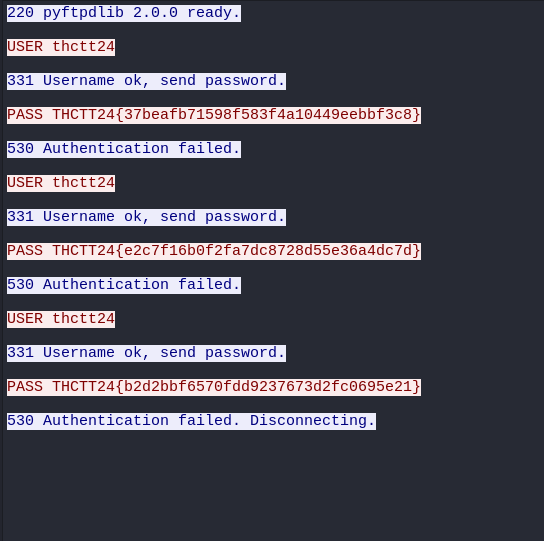 220 pyftpdlib 2.0.0 ready.
USER thctt24
331 Username ok, send password.
PASS THCTT24{37beafb71598f583f4a10449eebbf3c8}
530 Authentication failed.
USER thctt24
331 Username ok, send password.
PASS THCTT24{e2c7f16b0f2fa7dc8728d55e36a4dc7d}
530 Authentication failed.
USER thctt24
331 Username ok, send password.
PASS THCTT24{b2d2bbf6570fdd9237673d2fc0695e21}
530 Authentication failed. Disconnecting.